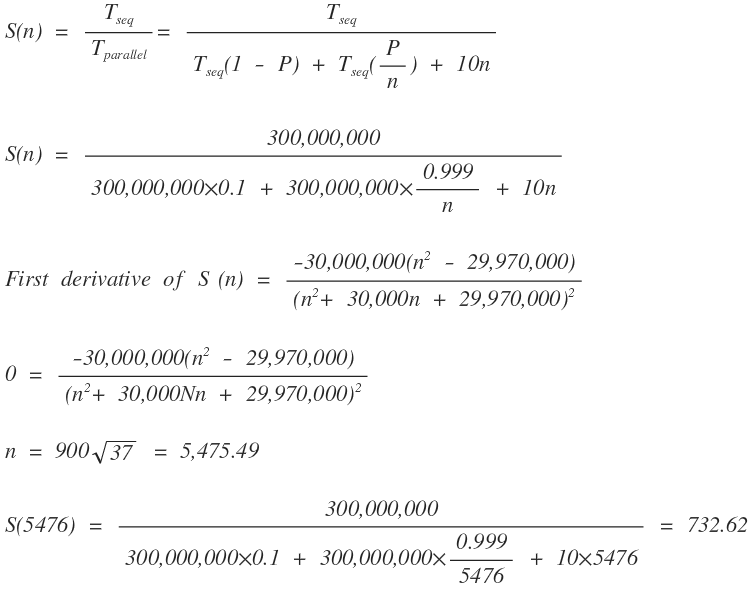 S(n) = T_seq / T_parallel = T_seq / (T_seq(1 - P) + T_seq(P/n) + 10n)
S(n) = 300,000,000 / (300,000,000×0.1 + 300,000,000×0.999/n + 10n)
First derivative of S (n) = -30,000,000(n² - 29,970,000) / (n²+ 30,000n + 29,970,000)²
0 = -30,000,000(n² - 29,970,000) / (n²+ 30,000Nn + 29,970,000)²
n = 900√37 = 5,475.49
S(5476) = 300,000,000 / (300,000,000×0.1 + 300,000,000×0.999/5476 + 10×5476) = 732.62